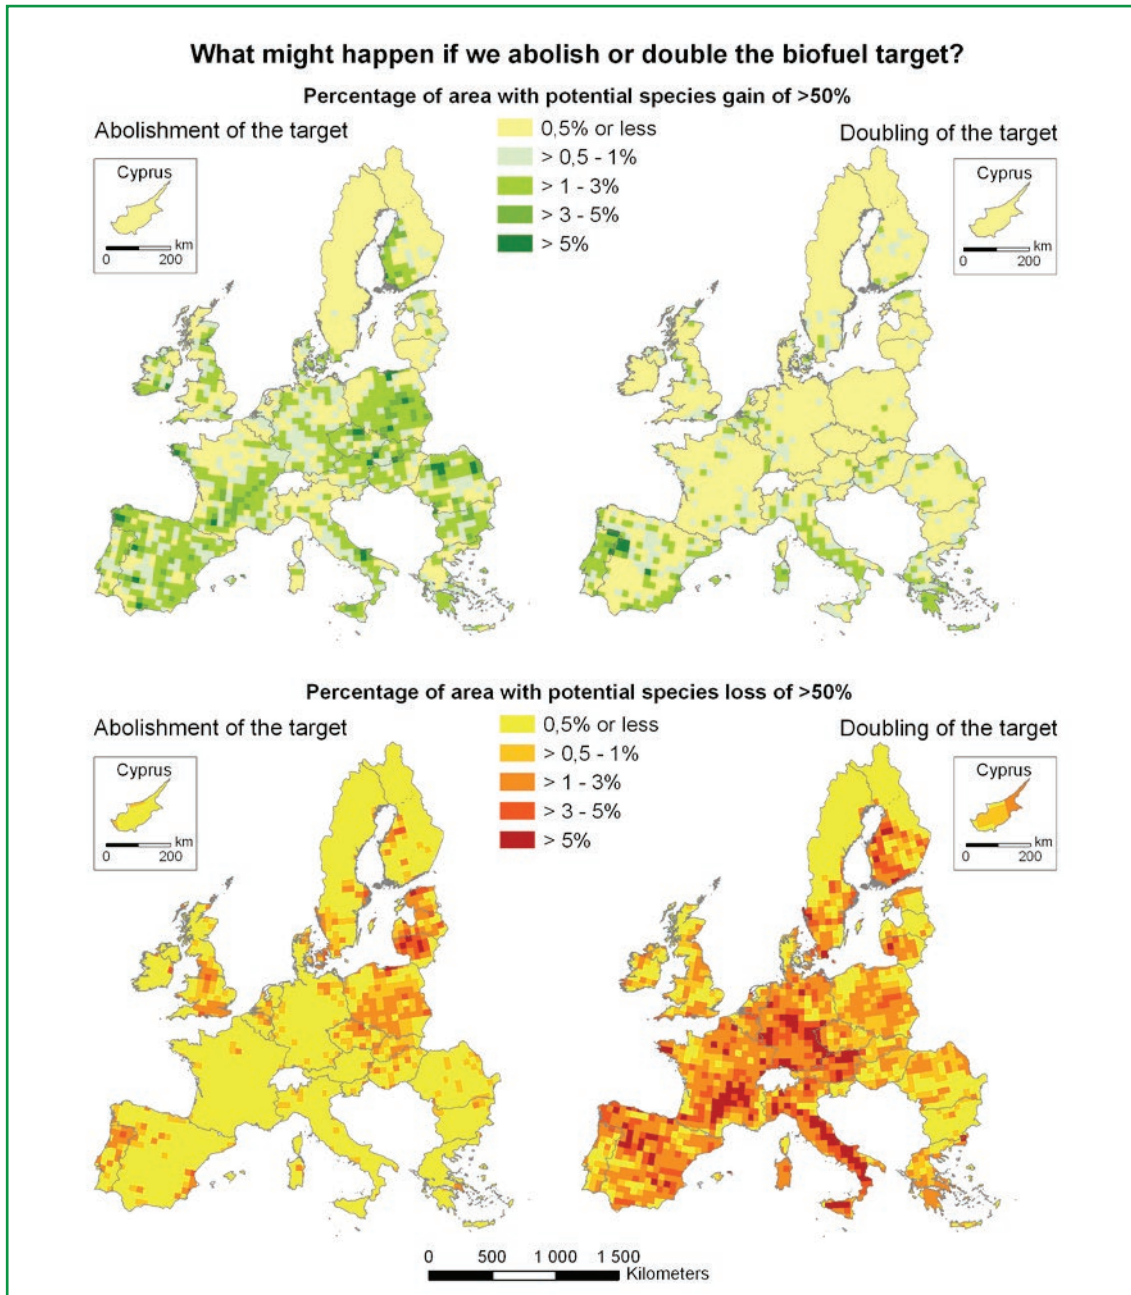 What might happen if we abolish or double the biofuel target?
Percentage of area with potential species gain of >50%
Abolishment of the target
0,5% or less
> 0,5 - 1%
> 1 - 3%
> 3 - 5%
> 5%
Doubling of the target
Cyprus
km
0 200
Cyprus
km
0 200
Percentage of area with potential species loss of >50%
Abolishment of the target
0,5% or less
> 0,5 - 1%
> 1 - 3%
> 3 - 5%
> 5%
Doubling of the target
Cyprus
km
0 200
Cyprus
km
0 200
0 500 1 000 1 500
Kilometers